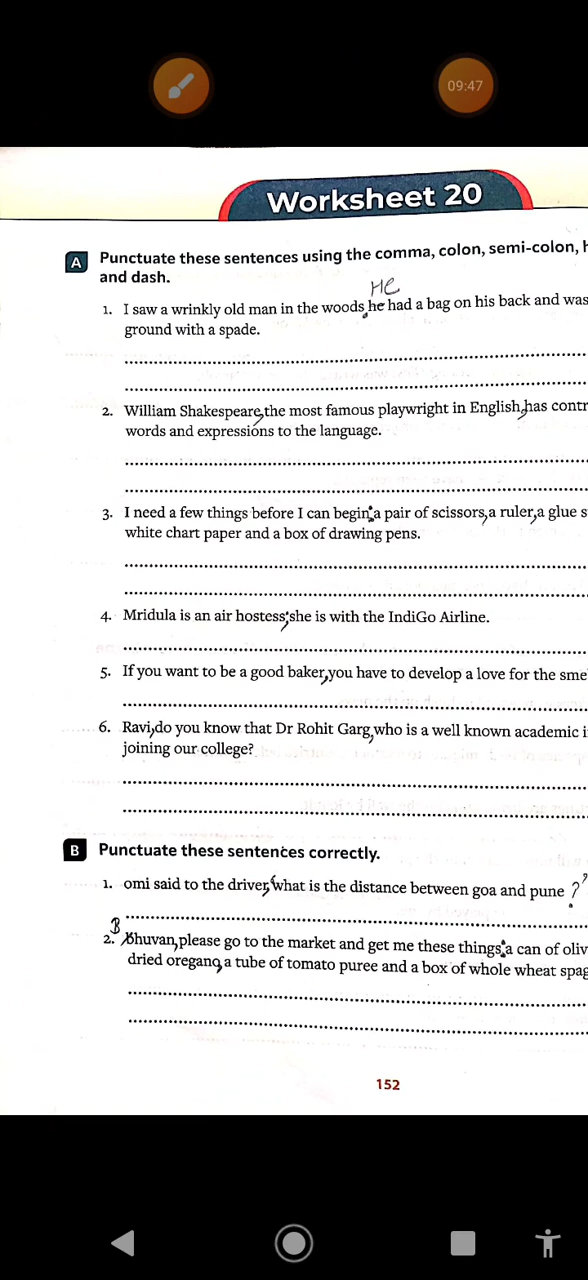 09:47
Worksheet 20
A Punctuate these sentences using the comma, colon, semi-colon, h
and dash.
He
1. I saw a wrinkly old man in the woods, he had a bag on his back and was
ground with a spade.
2. William Shakespeare, the most famous playwright in English, has contr
words and expressions to the language.
3. I need a few things before I can begin: a pair of scissors, a ruler, a glue s
white chart paper and a box of drawing pens.
4. Mridula is an air hostess; she is with the IndiGo Airline.
5. If you want to be a good baker, you have to develop a love for the sme
6. Ravi, do you know that Dr Rohit Garg, who is a well known academic i
joining our college?
B Punctuate these sentences correctly.
1. omi said to the driver, "what is the distance between goa and pune ?"
B
2. bhuvan, please go to the market and get me these things: a can of oliv
dried oregano, a tube of tomato puree and a box of whole wheat spag
152